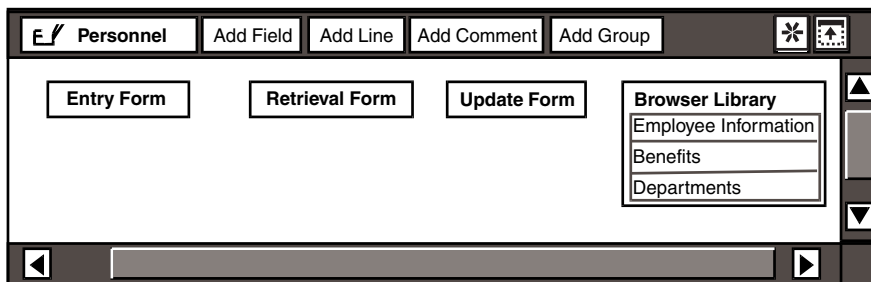 Personnel Add Field Add Line Add Comment Add Group
Entry Form Retrieval Form Update Form Browser Library
Employee Information
Benefits
Departments